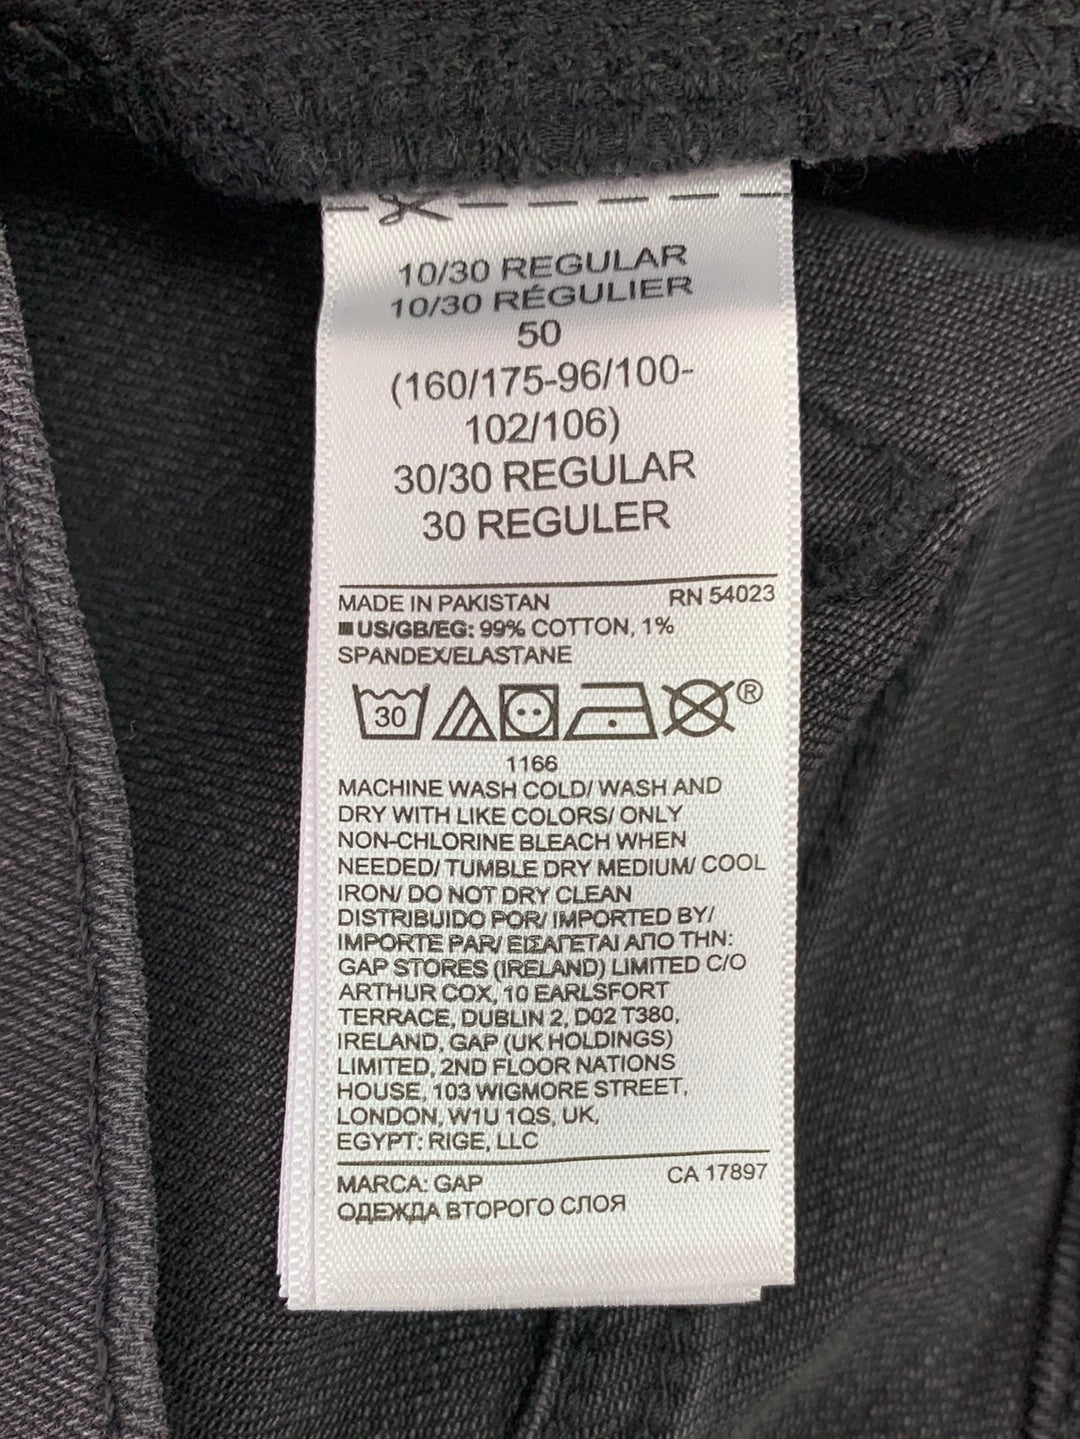 10/30 REGULAR
10/30 RÉGULIER
50
(160/175-96/100-
102/106)
30/30 REGULAR
30 REGULER
MADE IN PAKISTAN RN 54023
US/GB/EG: 99% COTTON, 1%
SPANDEX/ELASTANE
30 ®
1166
MACHINE WASH COLD/ WASH AND
DRY WITH LIKE COLORS/ ONLY
NON-CHLORINE BLEACH WHEN
NEEDED/ TUMBLE DRY MEDIUM/ COOL
IRON/ DO NOT DRY CLEAN
DISTRIBUIDO POR/ IMPORTED BY/
IMPORTE PAR/ ΕΙΣΑΓΕΤΑΙ ΑΠΟ ΤΗΝ:
GAP STORES (IRELAND) LIMITED C/O
ARTHUR COX, 10 EARLSFORT
TERRACE, DUBLIN 2, D02 T380,
IRELAND, GAP (UK HOLDINGS)
LIMITED, 2ND FLOOR NATIONS
HOUSE, 103 WIGMORE STREET,
LONDON, W1U 1QS, UK,
EGYPT: RIGE, LLC
MARCA: GAP CA 17897
ОДЕЖДА ВТОРОГО СЛОЯ